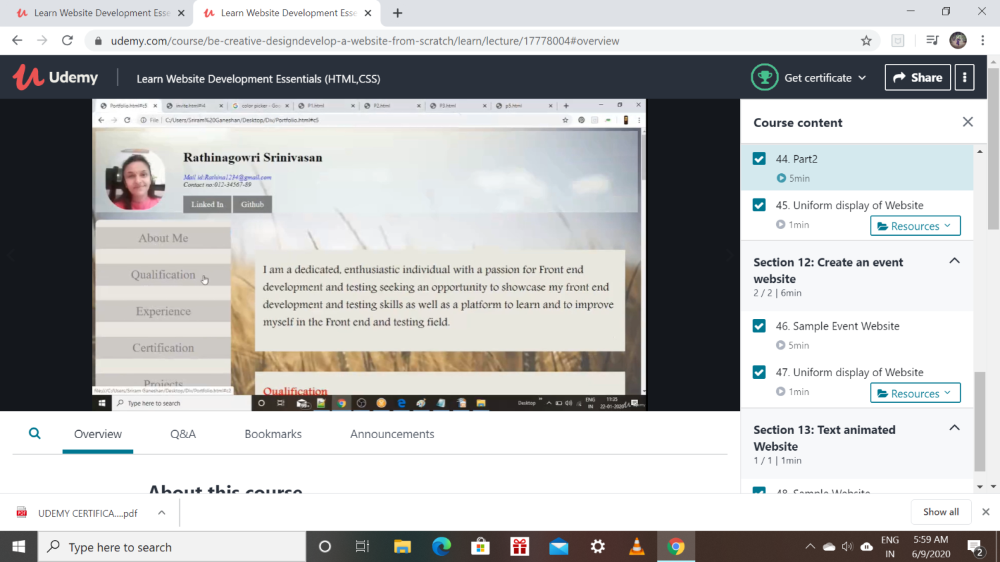 Learn Website Development Esse
Learn Website Development Esse
udemy.com/course/be-creative-designdevelop-a-website-from-scratch/learn/lecture/17778004#overview
Udemy
Learn Website Development Essentials (HTML,CSS)
Get certificate
Share
Portfolio.html#c5
invite.html#i4
color picker - Goo
P1.html
P2.html
P3.html
p5.html
File | C:/Users/Sriram%20Ganeshan/Desktop/Div/Portfolio.html#c5
Rathinagowri Srinivasan
Mail id:Rathina1234@gmail.com
Contact no:012-34567-89
Linked In
Github
About Me
Qualification
Experience
Certification
Projects
I am a dedicated, enthusiastic individual with a passion for Front end
development and testing seeking an opportunity to showcase my front end
development and testing skills as well as a platform to learn and to improve
myself in the Front end and testing field.
Qualification
file:///C:/Users/Sriram Ganeshan/Desktop/Div/Portfolio.html#c2
Type here to search
Desktop
ENG
IN
11:35
22-01-2020
Udemy
Course content
44. Part2
5min
45. Uniform display of Website
1min
Resources
Section 12: Create an event
website
2 / 2 | 6min
46. Sample Event Website
5min
47. Uniform display of Website
1min
Resources
Section 13: Text animated
Website
1 / 1 | 1min
48. Sample Website
Overview
Q&A
Bookmarks
Announcements
About this course
PDF
UDEMY CERTIFICA....pdf
Show all
Type here to search
ENG
IN
5:59 AM
6/9/2020
2